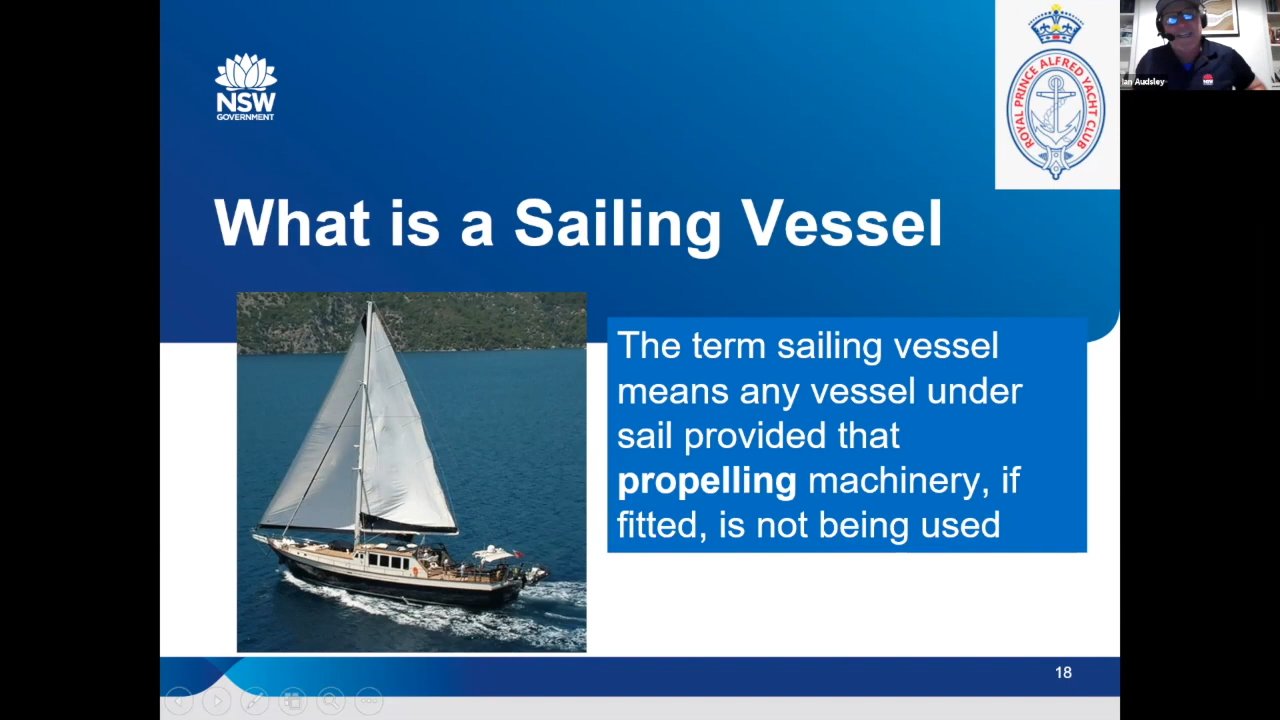 NSW
GOVERNMENT
ROYAL PRINCE ALFRED YACHT CLUB
Ian Audsley
What is a Sailing Vessel
The term sailing vessel
means any vessel under
sail provided that
propelling machinery, if
fitted, is not being used
18